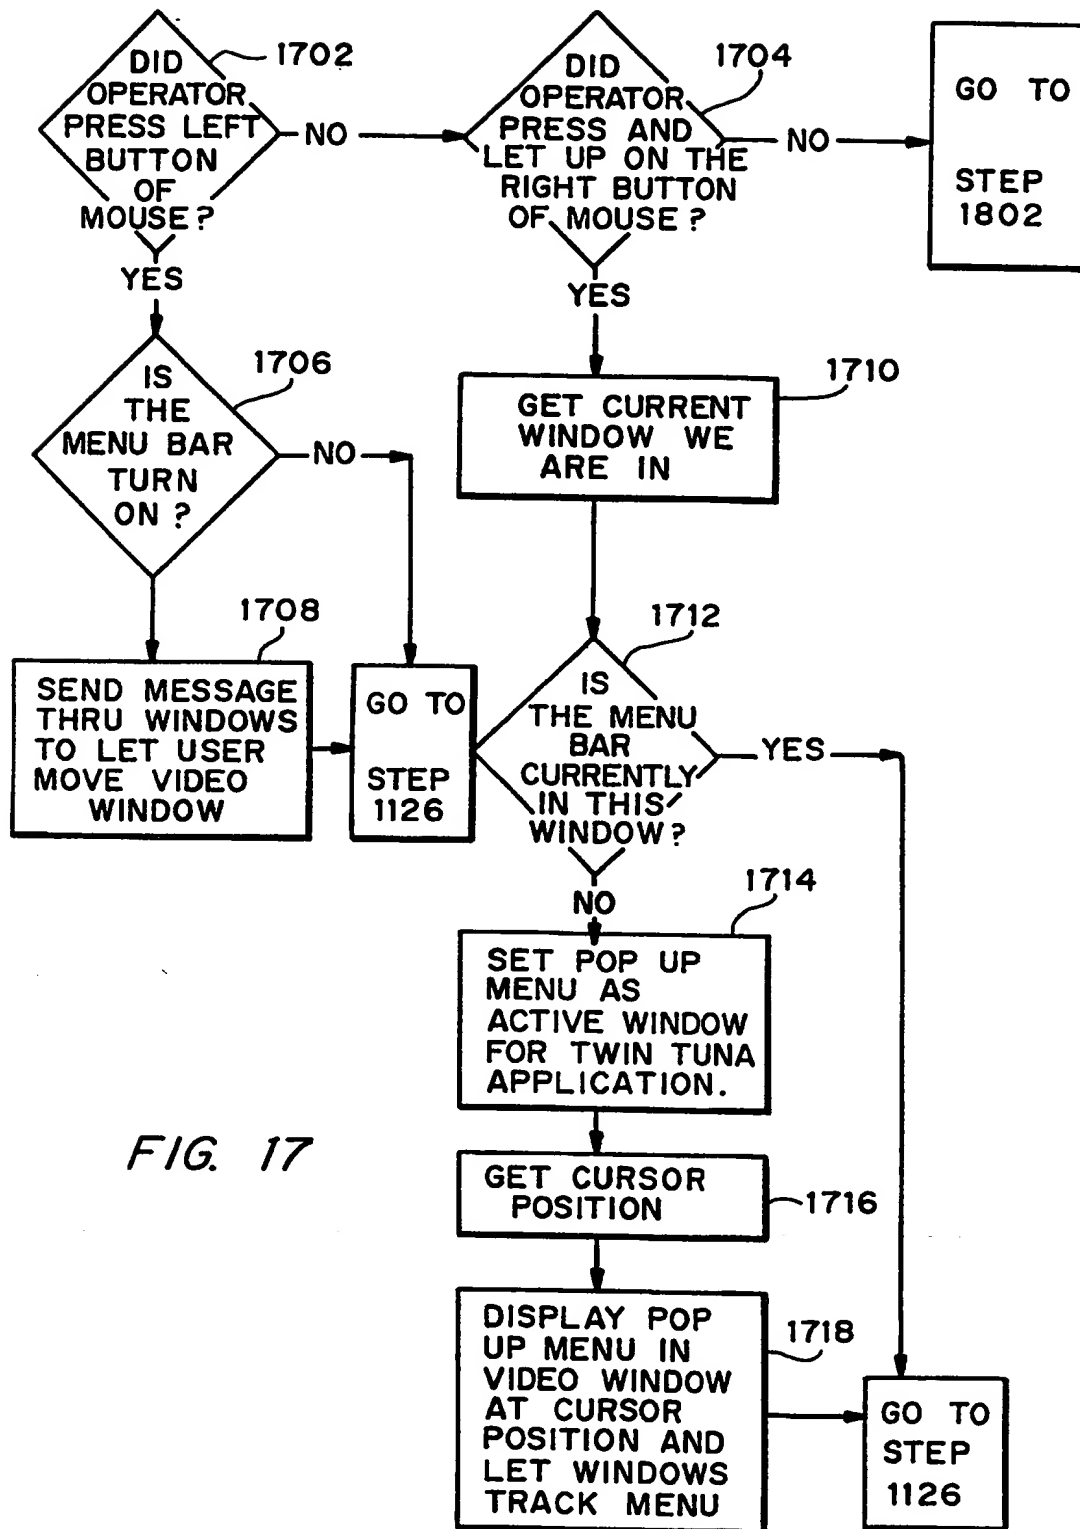 1702
DID
OPERATOR
PRESS LEFT
BUTTON
OF
MOUSE?
NO
YES
1704
DID
OPERATOR
PRESS AND
LET UP ON THE
RIGHT BUTTON
OF MOUSE?
NO
YES
GO TO
STEP
1802
1706
IS
THE
MENU BAR
TURN
ON?
NO
1710
GET CURRENT
WINDOW WE
ARE IN
1708
SEND MESSAGE
THRU WINDOWS
TO LET USER
MOVE VIDEO
WINDOW
GO TO
STEP
1126
1712
IS
THE MENU
BAR
CURRENTLY
IN THIS
WINDOW?
YES
NO
1714
SET POP UP
MENU AS
ACTIVE WINDOW
FOR TWIN TUNA
APPLICATION.
FIG. 17
GET CURSOR
POSITION
1716
DISPLAY POP
UP MENU IN
VIDEO WINDOW
AT CURSOR
POSITION AND
LET WINDOWS
TRACK MENU
1718
GO TO
STEP
1126